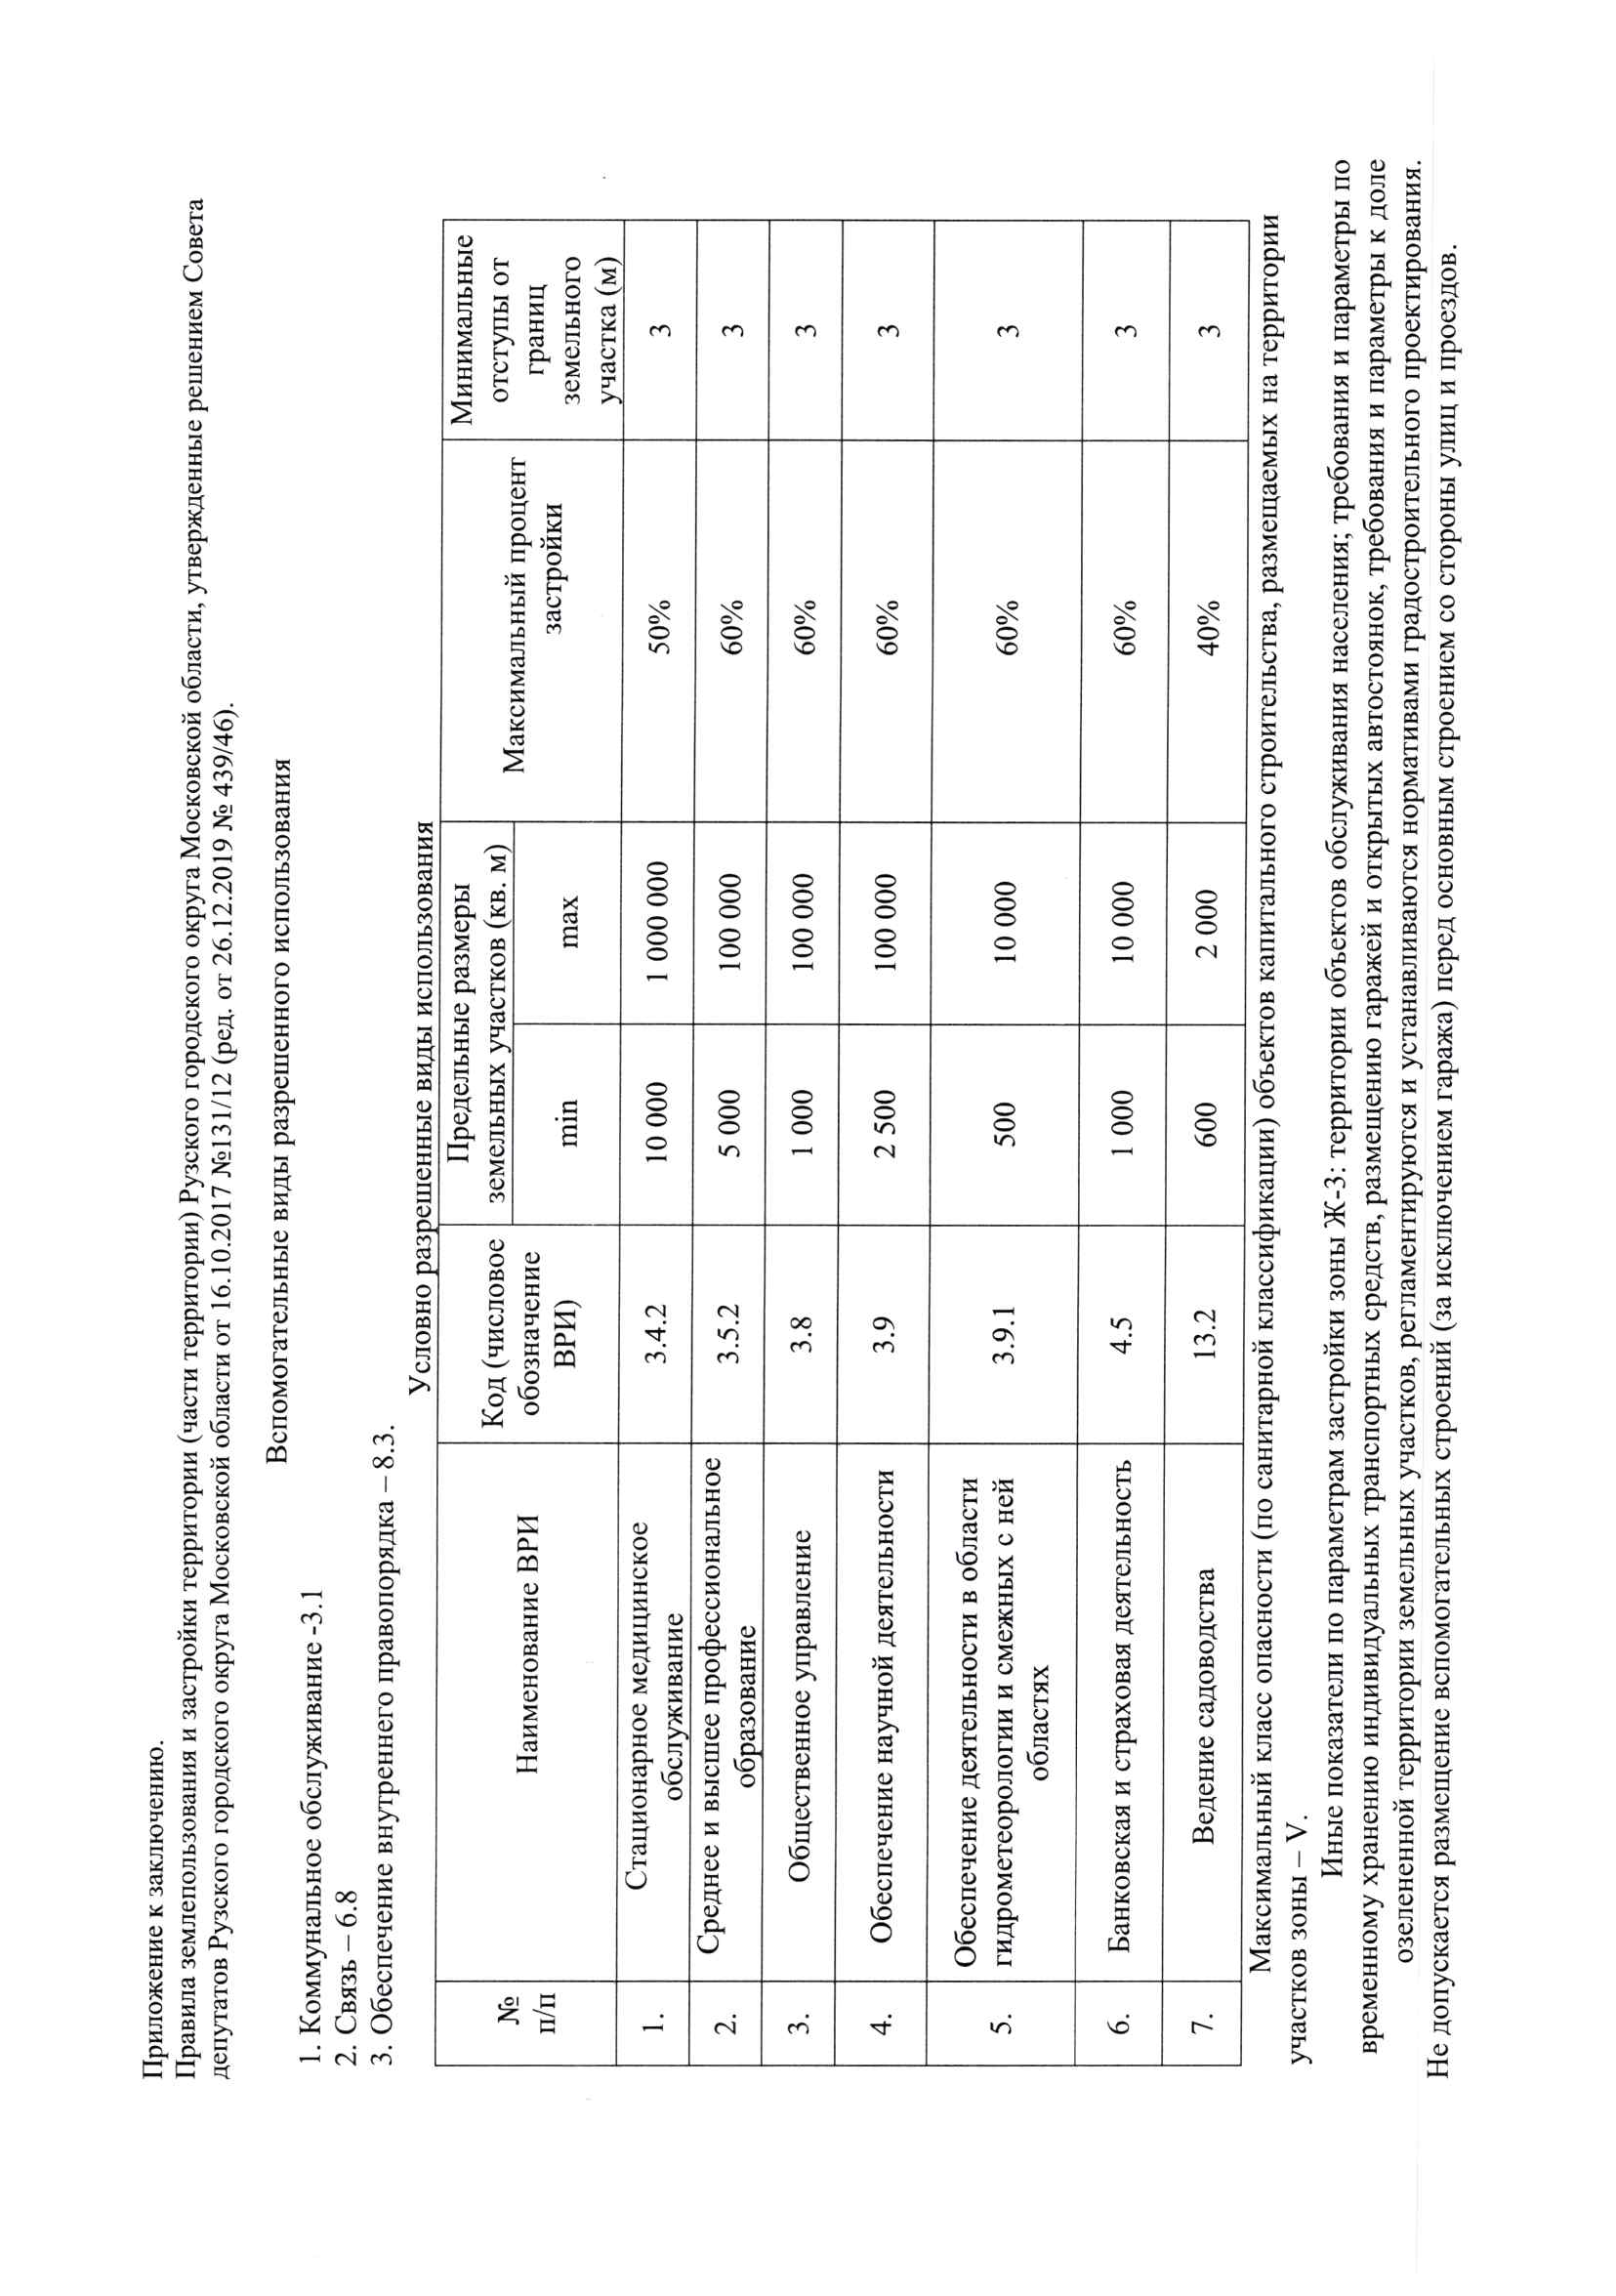 Приложение к заключению.
Правила землепользования и застройки территории (части территории) Рузского городского округа Московской области, утвержденные решением Совета
депутатов Рузского городского округа Московской области от 16.10.2017 №131/12 (ред. от 26.12.2019 № 439/46).
Вспомогательные виды разрешенного использования
1. Коммунальное обслуживание -3.1
2. Связь – 6.8
3. Обеспечение внутреннего правопорядка – 8.3.
Условно разрешенные виды использования
№ п/п
Наименование ВРИ
Код (числовое обозначение ВРИ)
Предельные размеры земельных участков (кв. м)
Максимальный процент застройки
Минимальные отступы от границ земельного участка (м)
min max
1. Стационарное медицинское обслуживание 3.4.2 10 000 1 000 000 50% 3
2. Среднее и высшее профессиональное образование 3.5.2 5 000 100 000 60% 3
3. Общественное управление 3.8 1 000 100 000 60% 3
4. Обеспечение научной деятельности 3.9 2 500 100 000 60% 3
5. Обеспечение деятельности в области гидрометеорологии и смежных с ней областях 3.9.1 500 10 000 60% 3
6. Банковская и страховая деятельность 4.5 1 000 10 000 60% 3
7. Ведение садоводства 13.2 600 2 000 40% 3
Максимальный класс опасности (по санитарной классификации) объектов капитального строительства, размещаемых на территории
участков зоны – V.
Иные показатели по параметрам застройки зоны Ж-3: территории объектов обслуживания населения; требования и параметры по
временному хранению индивидуальных транспортных средств, размещению гаражей и открытых автостоянок, требования и параметры к доле
озелененной территории земельных участков, регламентируются и устанавливаются нормативами градостроительного проектирования.
Не допускается размещение вспомогательных строений (за исключением гаража) перед основным строением со стороны улиц и проездов.